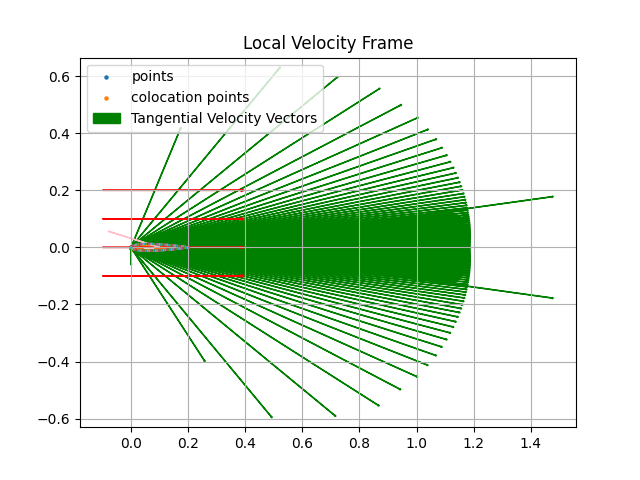 Local Velocity Frame
points
colocation points
Tangential Velocity Vectors
0.6
0.4
0.2
0.0
−0.2
−0.4
−0.6
0.0 0.2 0.4 0.6 0.8 1.0 1.2 1.4